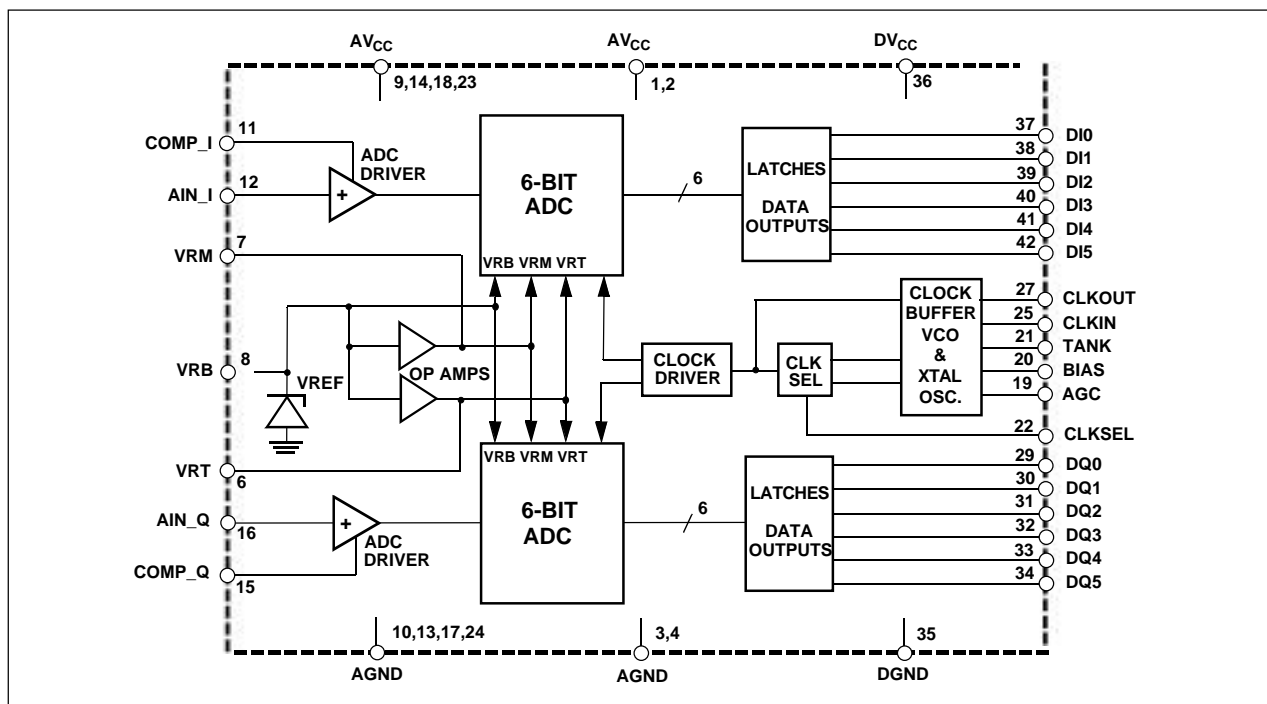 AVCC AVCC DVCC
9,14,18,23 1,2 36
COMP_I 11
AIN_I 12
VRM 7
VRB 8
VRT 6
AIN_Q 16
COMP_Q 15
ADC
DRIVER
+
6-BIT
ADC
VRB VRM VRT
6
LATCHES
DATA
OUTPUTS
37 DI0
38 DI1
39 DI2
40 DI3
41 DI4
42 DI5
VREF
OP AMPS
CLOCK
DRIVER
CLK
SEL
CLOCK
BUFFER
VCO
&
XTAL
OSC.
27 CLKOUT
25 CLKIN
21 TANK
20 BIAS
19 AGC
22 CLKSEL
+
ADC
DRIVER
VRB VRM VRT
6-BIT
ADC
6
LATCHES
DATA
OUTPUTS
29 DQ0
30 DQ1
31 DQ2
32 DQ3
33 DQ4
34 DQ5
10,13,17,24 3,4 35
AGND AGND DGND